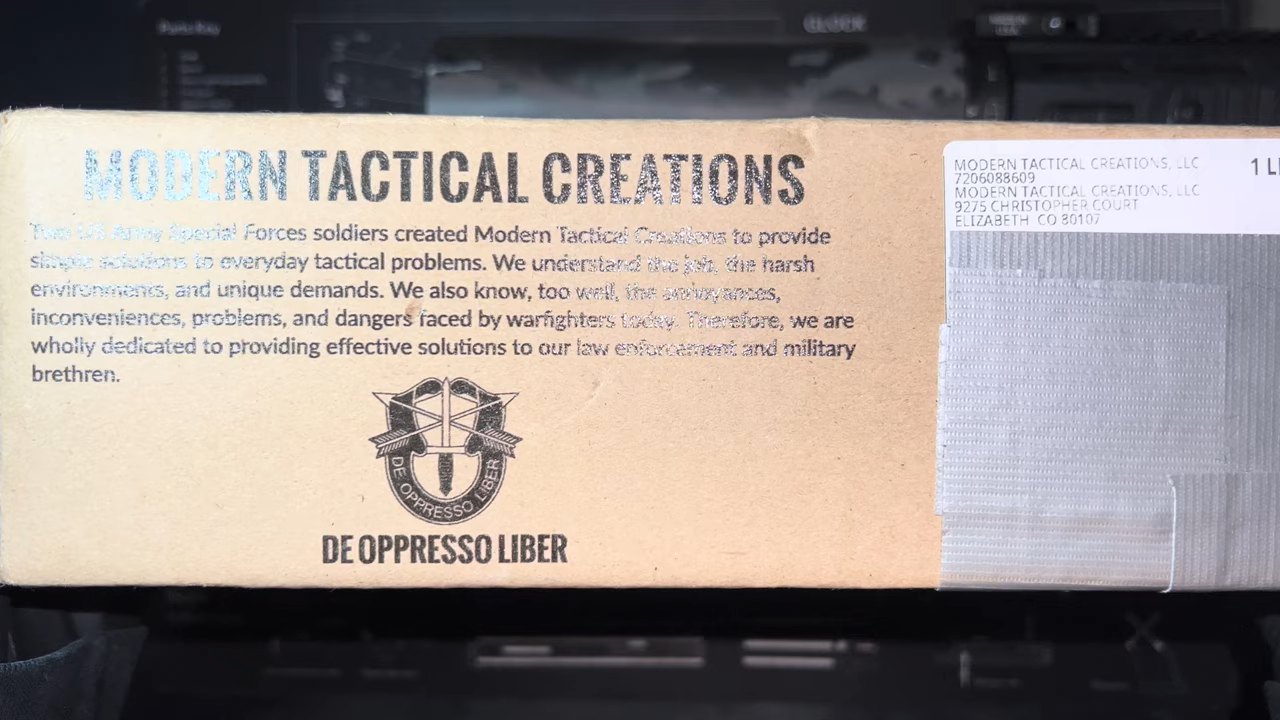 Parts Key
GLOCK
MODERN TACTICAL CREATIONS
Two US Army Special Forces soldiers created Modern Tactical Creations to provide
simple solutions to everyday tactical problems. We understand the job, the harsh
environments, and unique demands. We also know, too well, the annoyances,
inconveniences, problems, and dangers faced by warfighters today. Therefore, we are
wholly dedicated to providing effective solutions to our law enforcement and military
brethren.
DE OPPRESSO LIBER
DE OPPRESSO LIBER
MODERN TACTICAL CREATIONS, LLC
7206088609
MODERN TACTICAL CREATIONS, LLC
9275 CHRISTOPHER COURT
ELIZABETH CO 80107
1